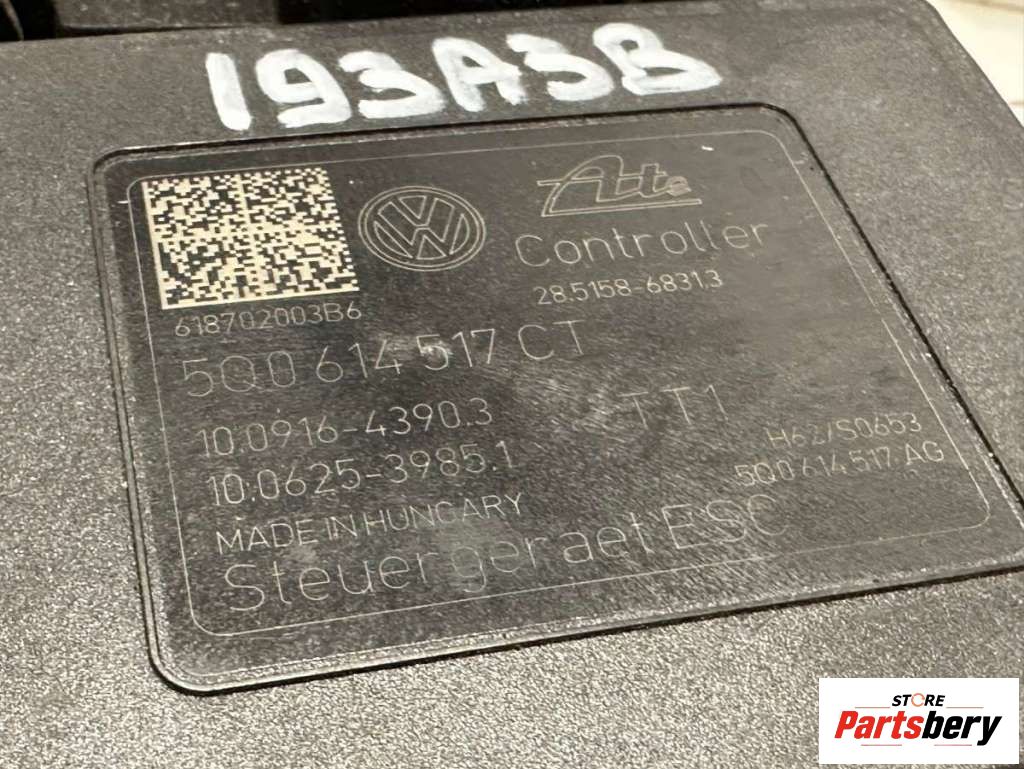 193A3B
Ate
Controller
28.5158-6831.3
618702003B6
5Q0 614 517 CT
10.0916-4390.3
TT1
10.0625-3985.1
H62/S0653
5Q0 614 517 AG
MADE IN HUNGARY
Steuergeraet ESC
STORE
Partsbery